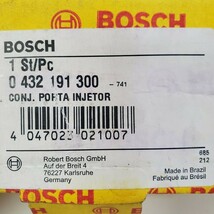 BOSCH
BOSCH
1 St/Pc
0 432 191 300 - 741
CONJ. PORTA INJETOR
4 047023 021007
Robert Bosch GmbH
Auf der Breit 4
76227 Karlsruhe
Germany
Made in Brazil
Fabriqué au Brésil
885
212